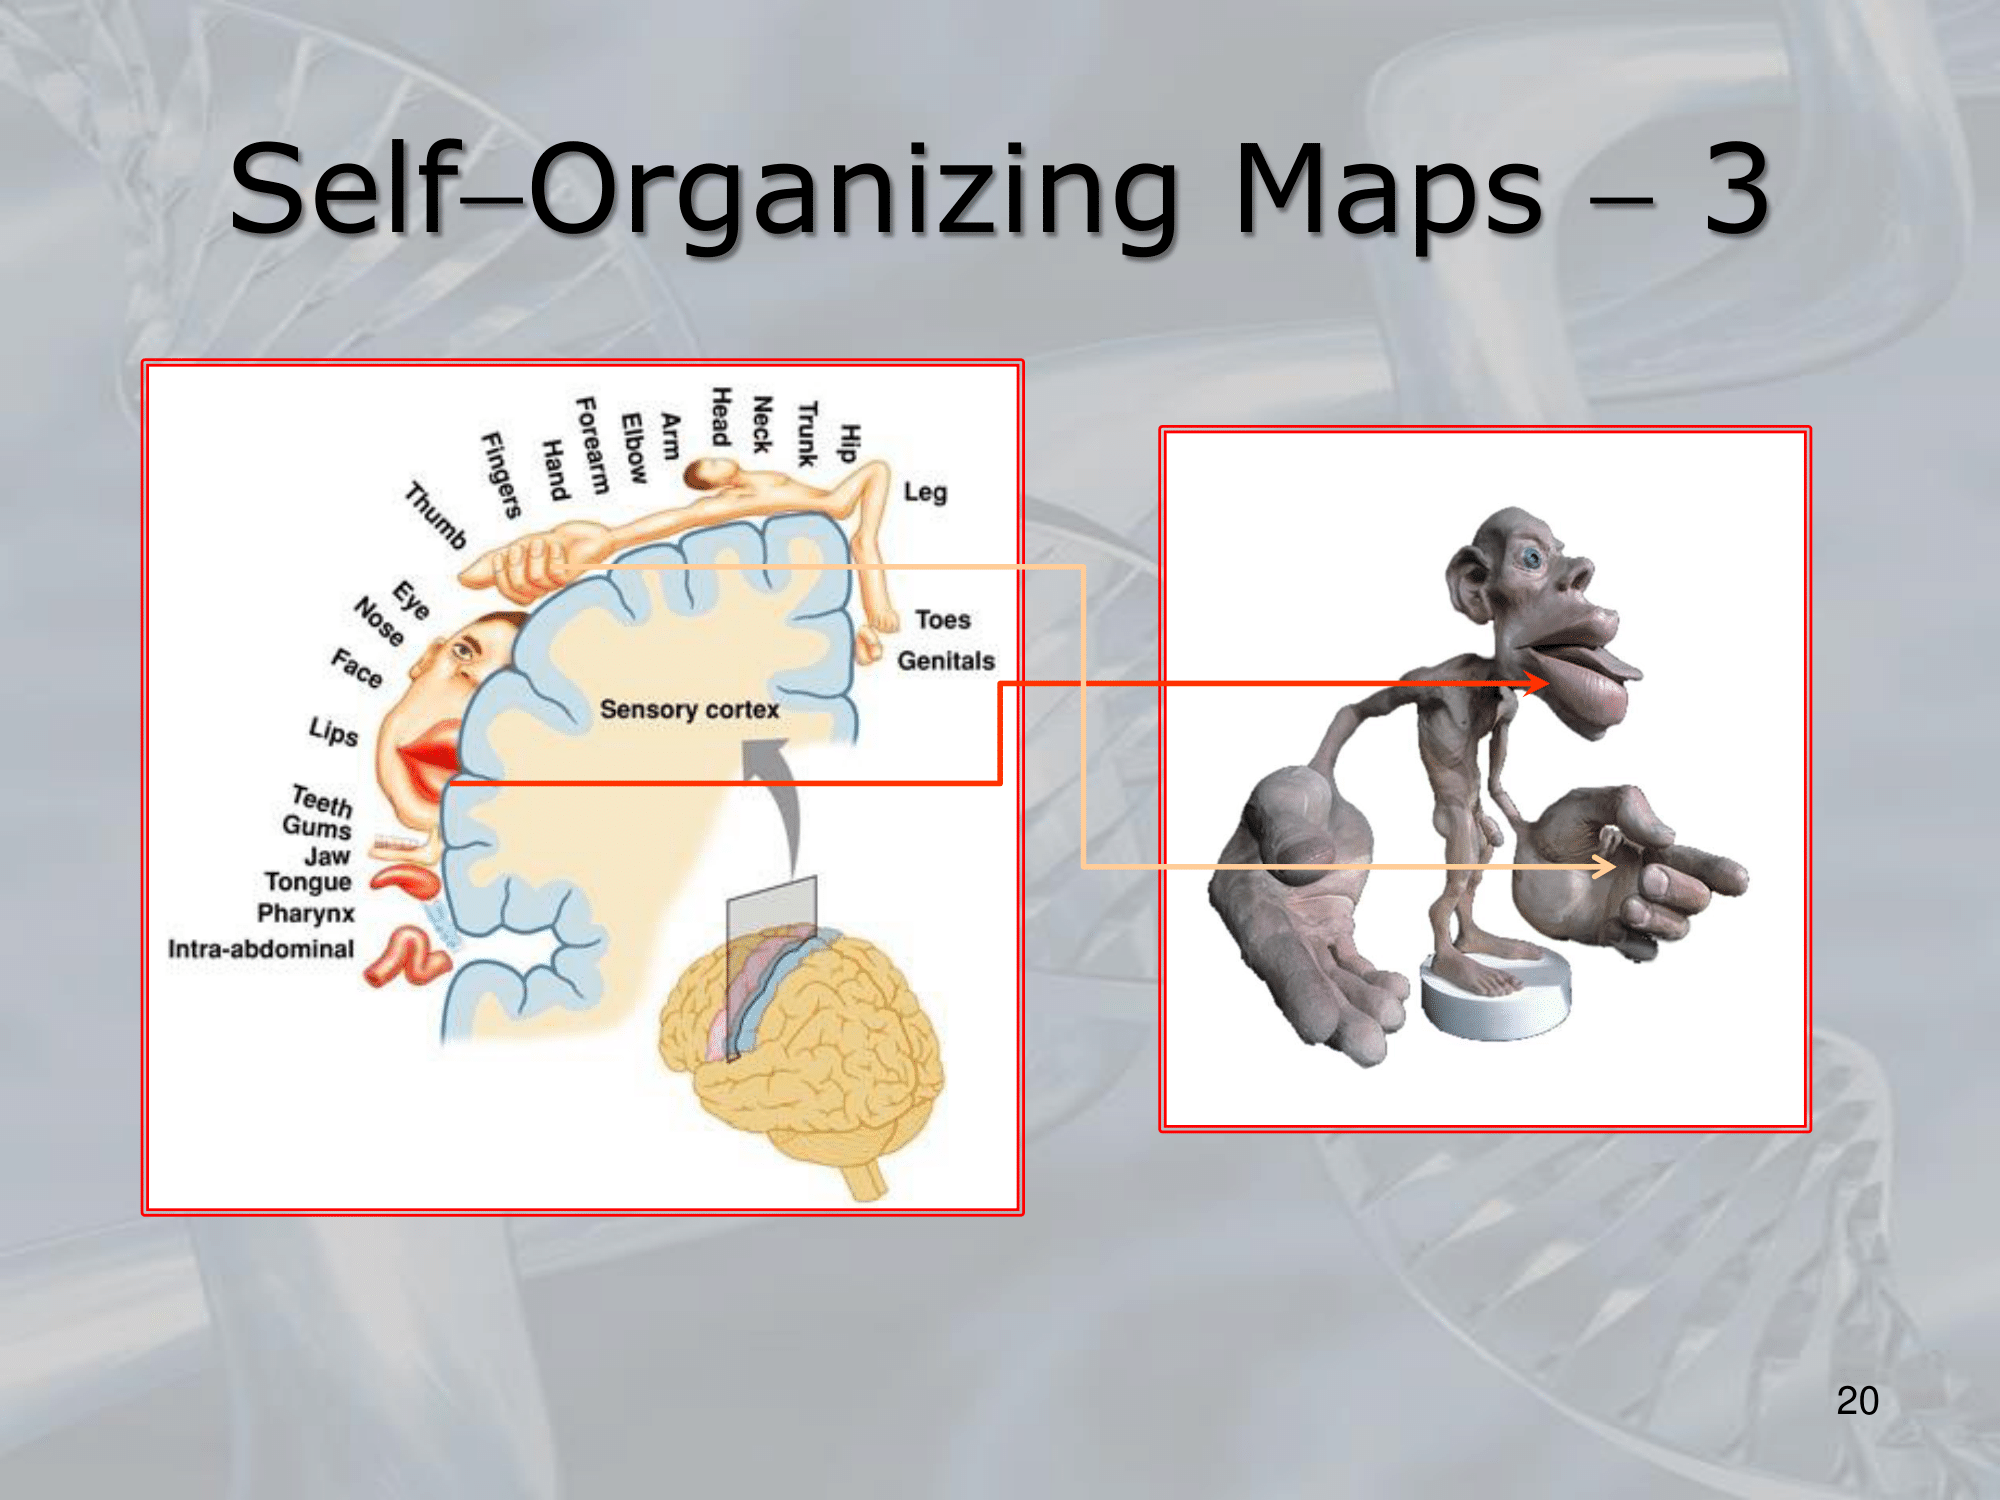 Self–Organizing Maps – 3
Head
Neck
Trunk
Hip
Arm
Elbow
Forearm
Hand
Fingers
Thumb
Leg
Eye
Nose
Face
Toes
Genitals
Lips
Sensory cortex
Teeth
Gums
Jaw
Tongue
Pharynx
Intra-abdominal
20